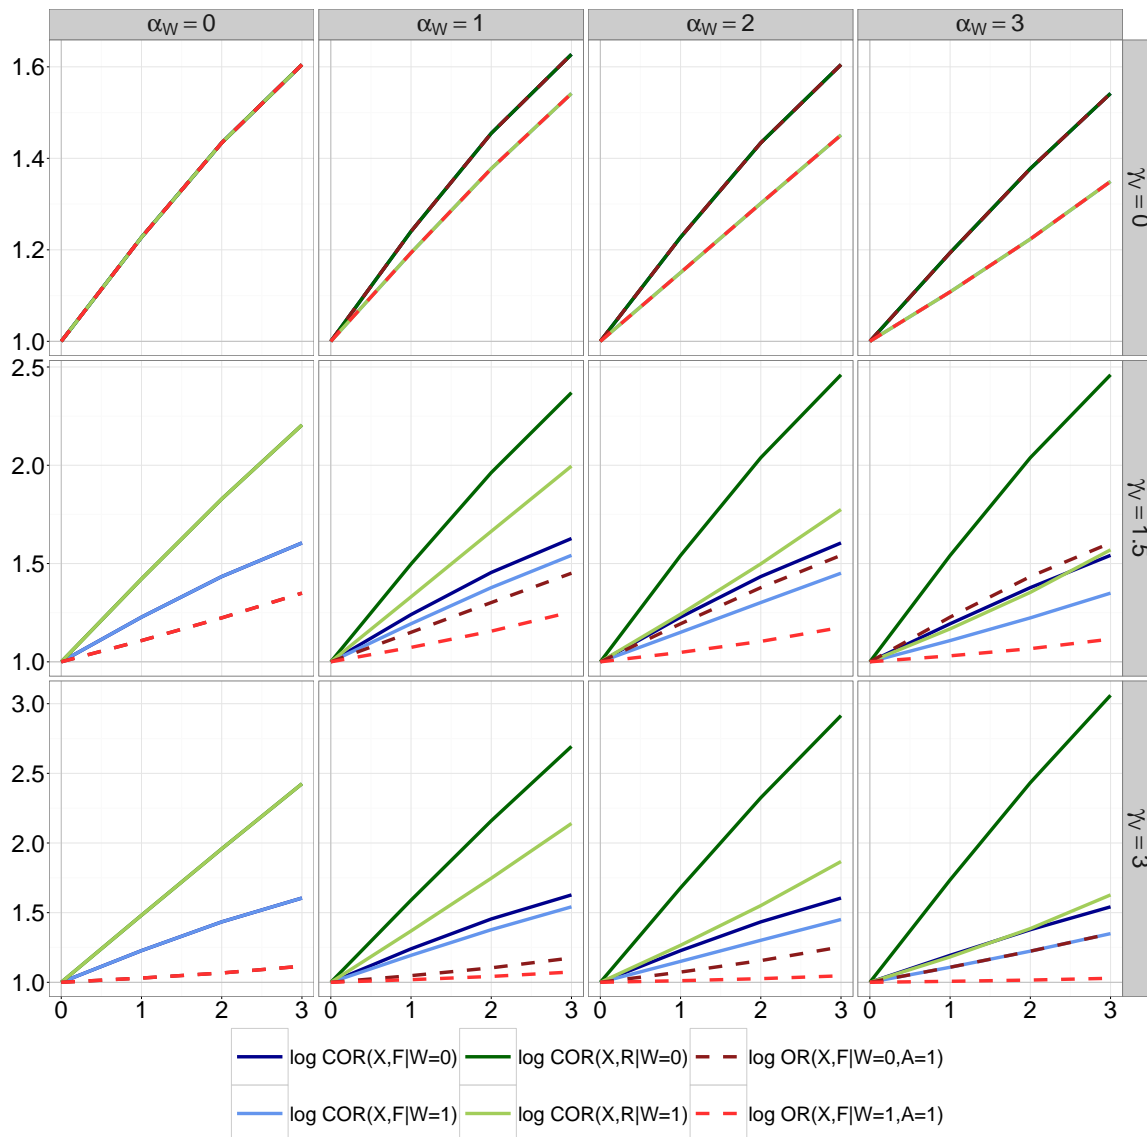 α_W = 0 α_W = 1 α_W = 2 α_W = 3
1.6
1.4
1.2
1.0
γ_V = 0
2.5
2.0
1.5
1.0
γ_V = 1.5
3.0
2.5
2.0
1.5
1.0
γ_V = 3
0 1 2 3 0 1 2 3 0 1 2 3 0 1 2 3
log COR(X,F|W=0) log COR(X,R|W=0) log OR(X,F|W=0,A=1)
log COR(X,F|W=1) log COR(X,R|W=1) log OR(X,F|W=1,A=1)